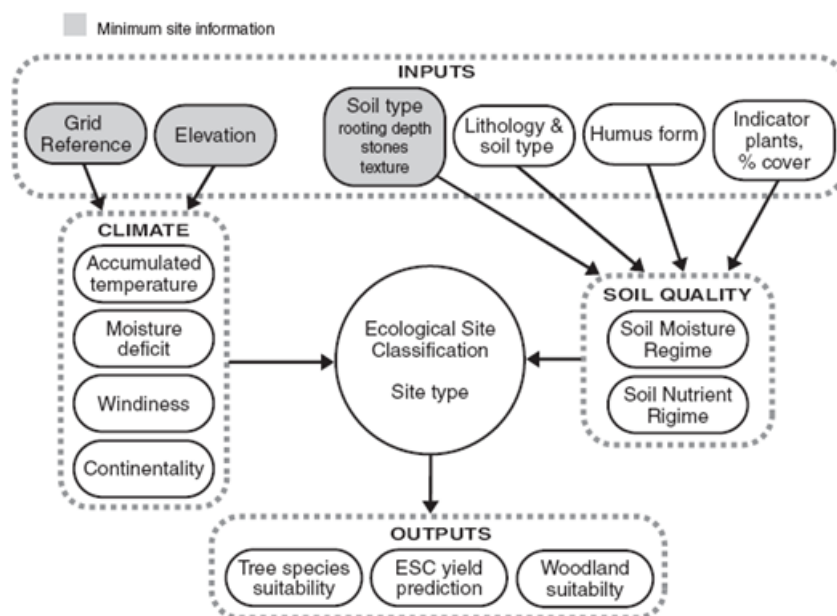 Minimum site information
INPUTS
Grid
Reference
Elevation
Soil type
rooting depth
stones
texture
Lithology &
soil type
Humus form
Indicator
plants,
% cover
CLIMATE
Accumulated
temperature
Moisture
deficit
Windiness
Continentality
Ecological Site
Classification
Site type
SOIL QUALITY
Soil Moisture
Regime
Soil Nutrient
Rigime
OUTPUTS
Tree species
suitability
ESC yield
prediction
Woodland
suitabilty